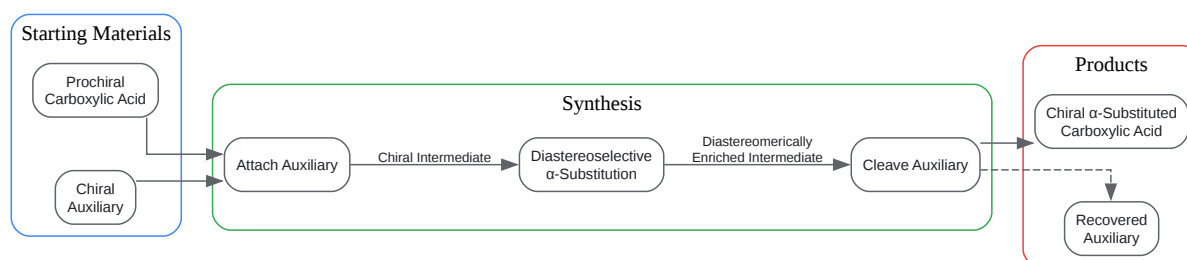 Starting Materials
Prochiral
Carboxylic Acid
Chiral
Auxiliary
Synthesis
Attach Auxiliary
Chiral Intermediate
Diastereoselective
α-Substitution
Diastereomerically
Enriched Intermediate
Cleave Auxiliary
Products
Chiral α-Substituted
Carboxylic Acid
Recovered
Auxiliary